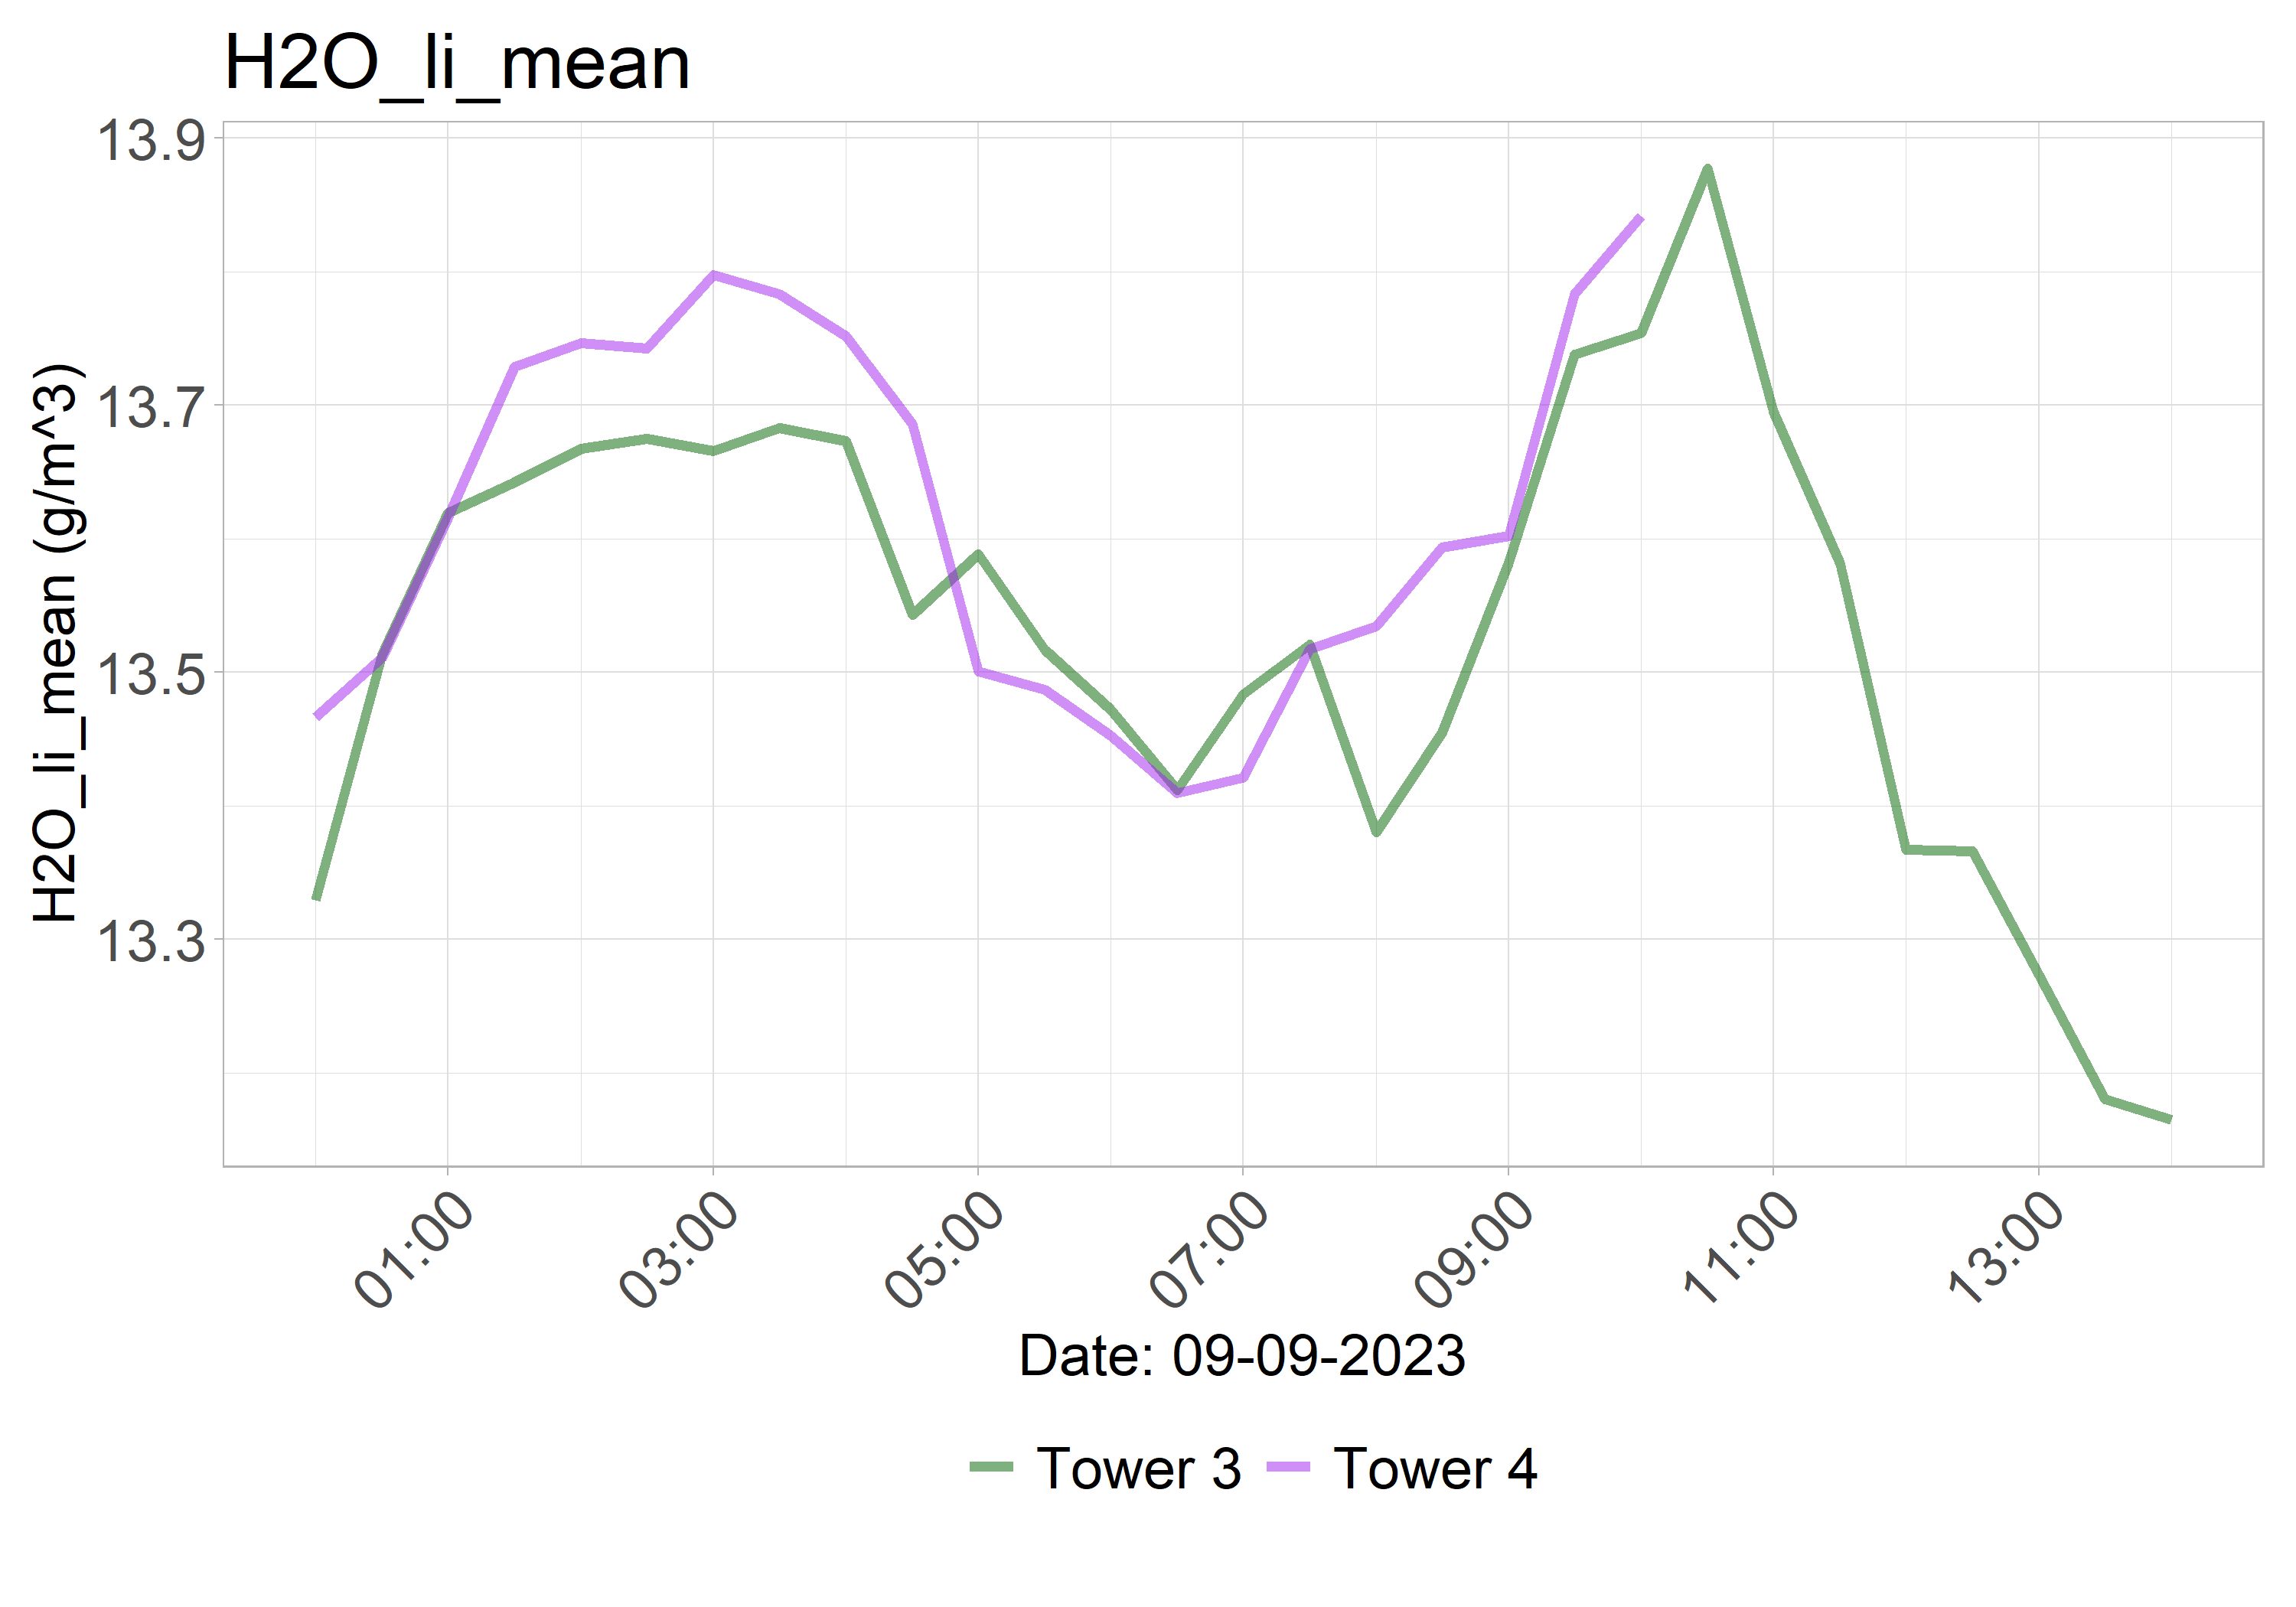 H2O_li_mean
H2O_li_mean (g/m^3)
13.9
13.7
13.5
13.3
01:00 03:00 05:00 07:00 09:00 11:00 13:00
Date: 09-09-2023
Tower 3 Tower 4